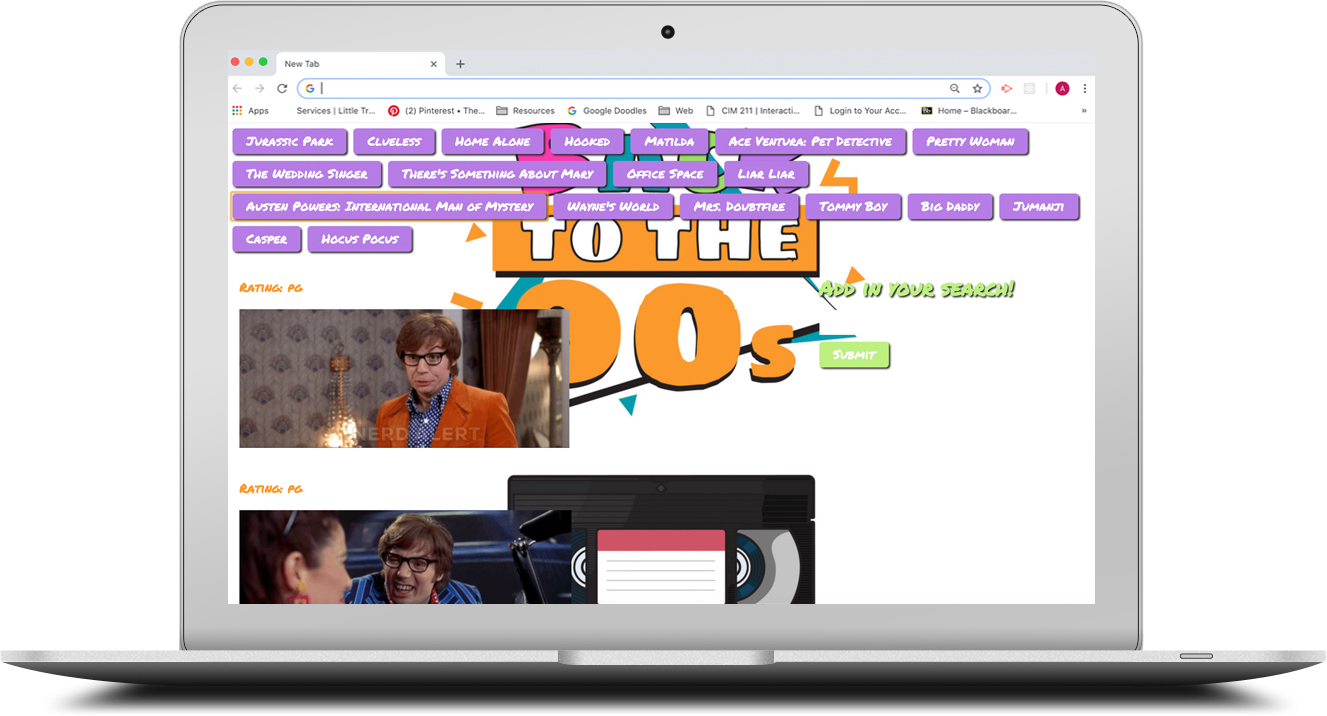 New Tab
Apps Services | Little Tr... (2) Pinterest • The... Resources Google Doodles Web CIM 211 | Interacti... Login to Your Acc... Home – Blackboar... »
Jurassic Park Clueless Home Alone Hooked Matilda Ace Ventura: Pet Detective Pretty Woman
The Wedding Singer There's Something About Mary Office Space Liar Liar
Austen Powers: International Man of Mystery Wayne's World Mrs. Doubtfire Tommy Boy Big Daddy Jumanji
Casper Hocus Pocus
BACK
TO THE
90s
Rating: pg
Add in your search!
Submit
NERD ALERT
Rating: pg